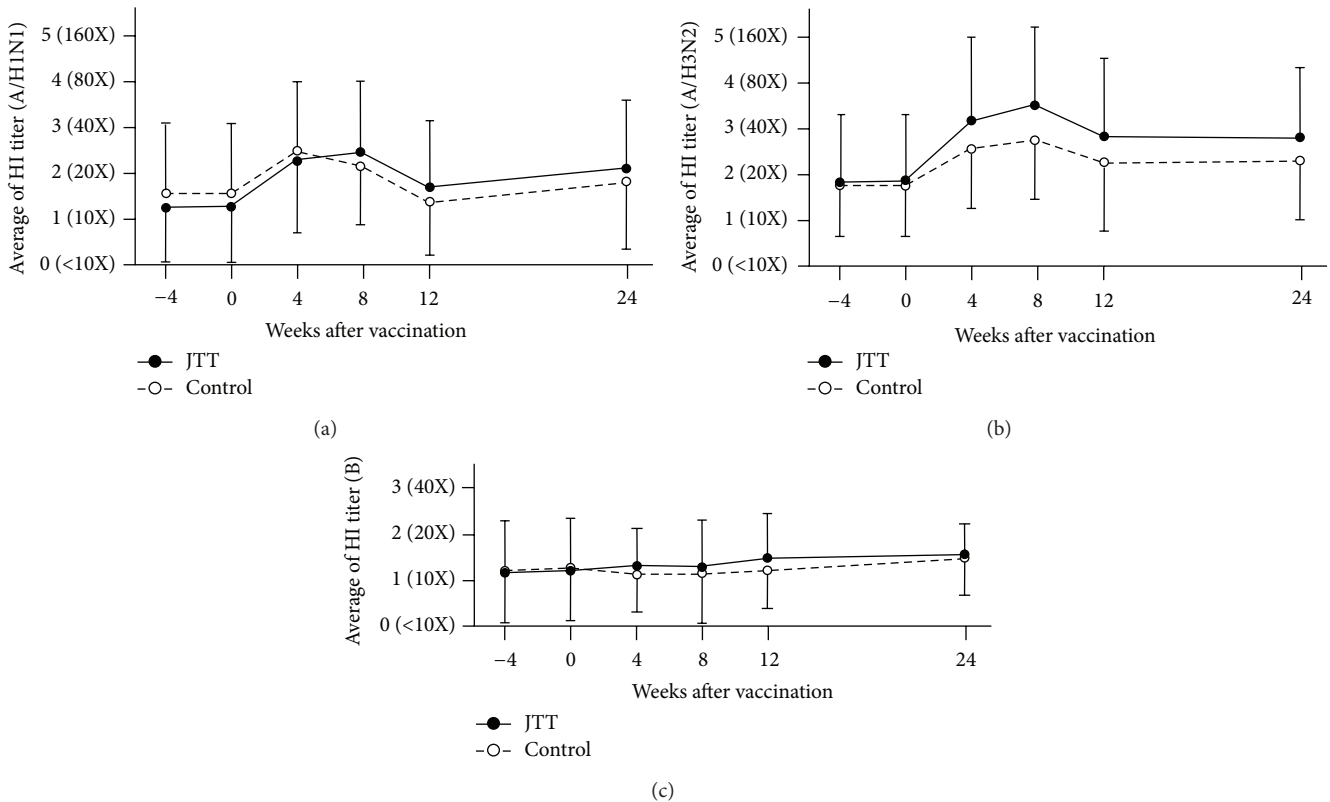 Average of HI titer (A/H1N1)
5 (160X)
4 (80X)
3 (40X)
2 (20X)
1 (10X)
0 (<10X)
−4 0 4 8 12 24
Weeks after vaccination
JTT
Control
(a)
Average of HI titer (A/H3N2)
5 (160X)
4 (80X)
3 (40X)
2 (20X)
1 (10X)
0 (<10X)
−4 0 4 8 12 24
Weeks after vaccination
JTT
Control
(b)
Average of HI titer (B)
3 (40X)
2 (20X)
1 (10X)
0 (<10X)
−4 0 4 8 12 24
Weeks after vaccination
JTT
Control
(c)